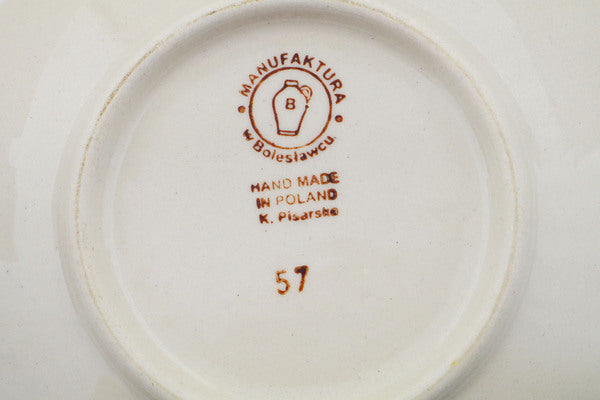 MANUFAKTURA
B
w Bolesławcu
HAND MADE
IN POLAND
K. Pisarska
57